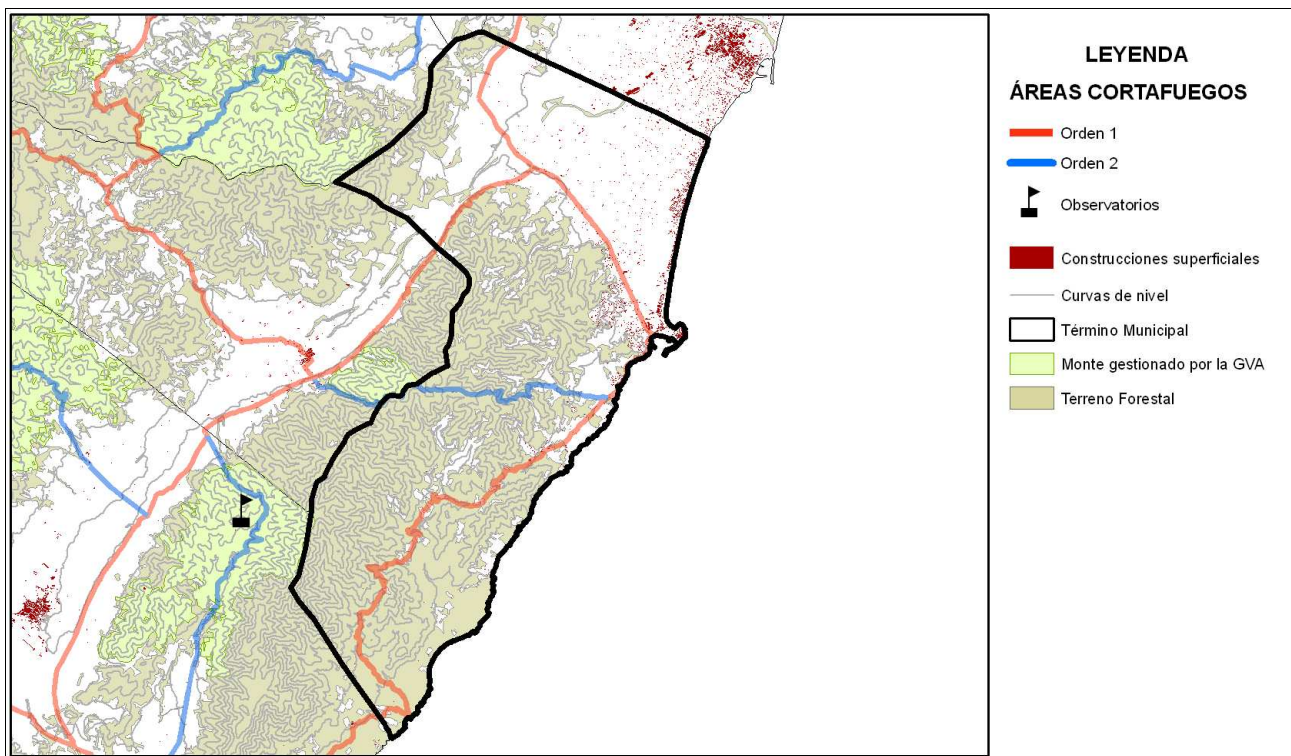 LEYENDA
ÁREAS CORTAFUEGOS
Orden 1
Orden 2
Observatorios
Construcciones superficiales
Curvas de nivel
Término Municipal
Monte gestionado por la GVA
Terreno Forestal